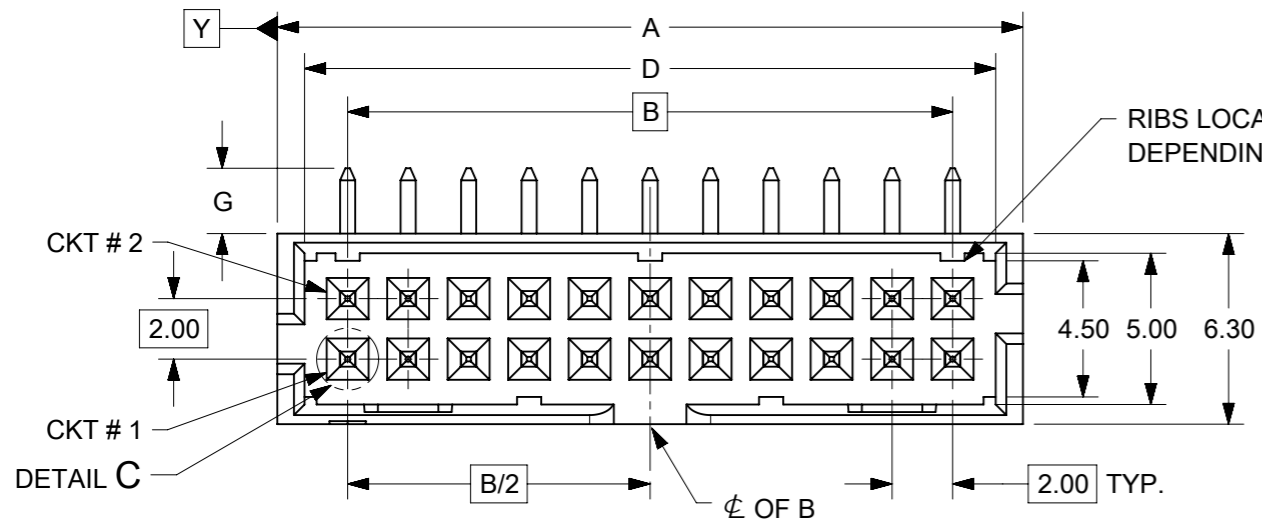 Y
A
D
B
RIBS
DEPENDIN
G
CKT # 2
2.00
4.50 5.00 6.30
CKT # 1
DETAIL C
B/2
℄ OF B
2.00 TYP.